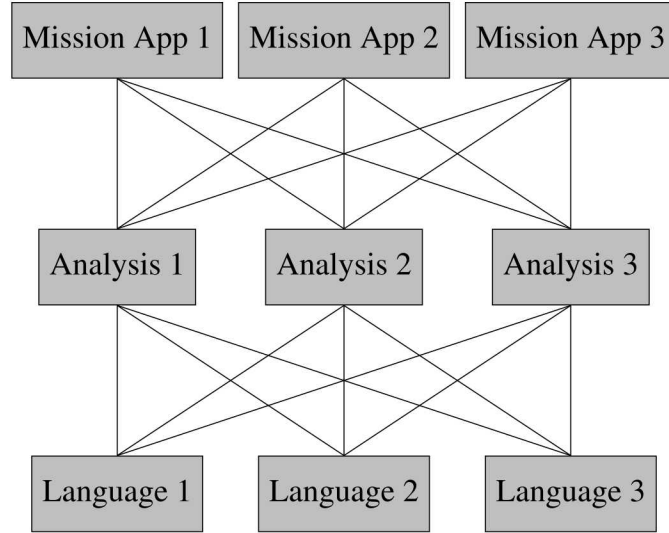 Mission App 1
Mission App 2
Mission App 3
Analysis 1
Analysis 2
Analysis 3
Language 1
Language 2
Language 3